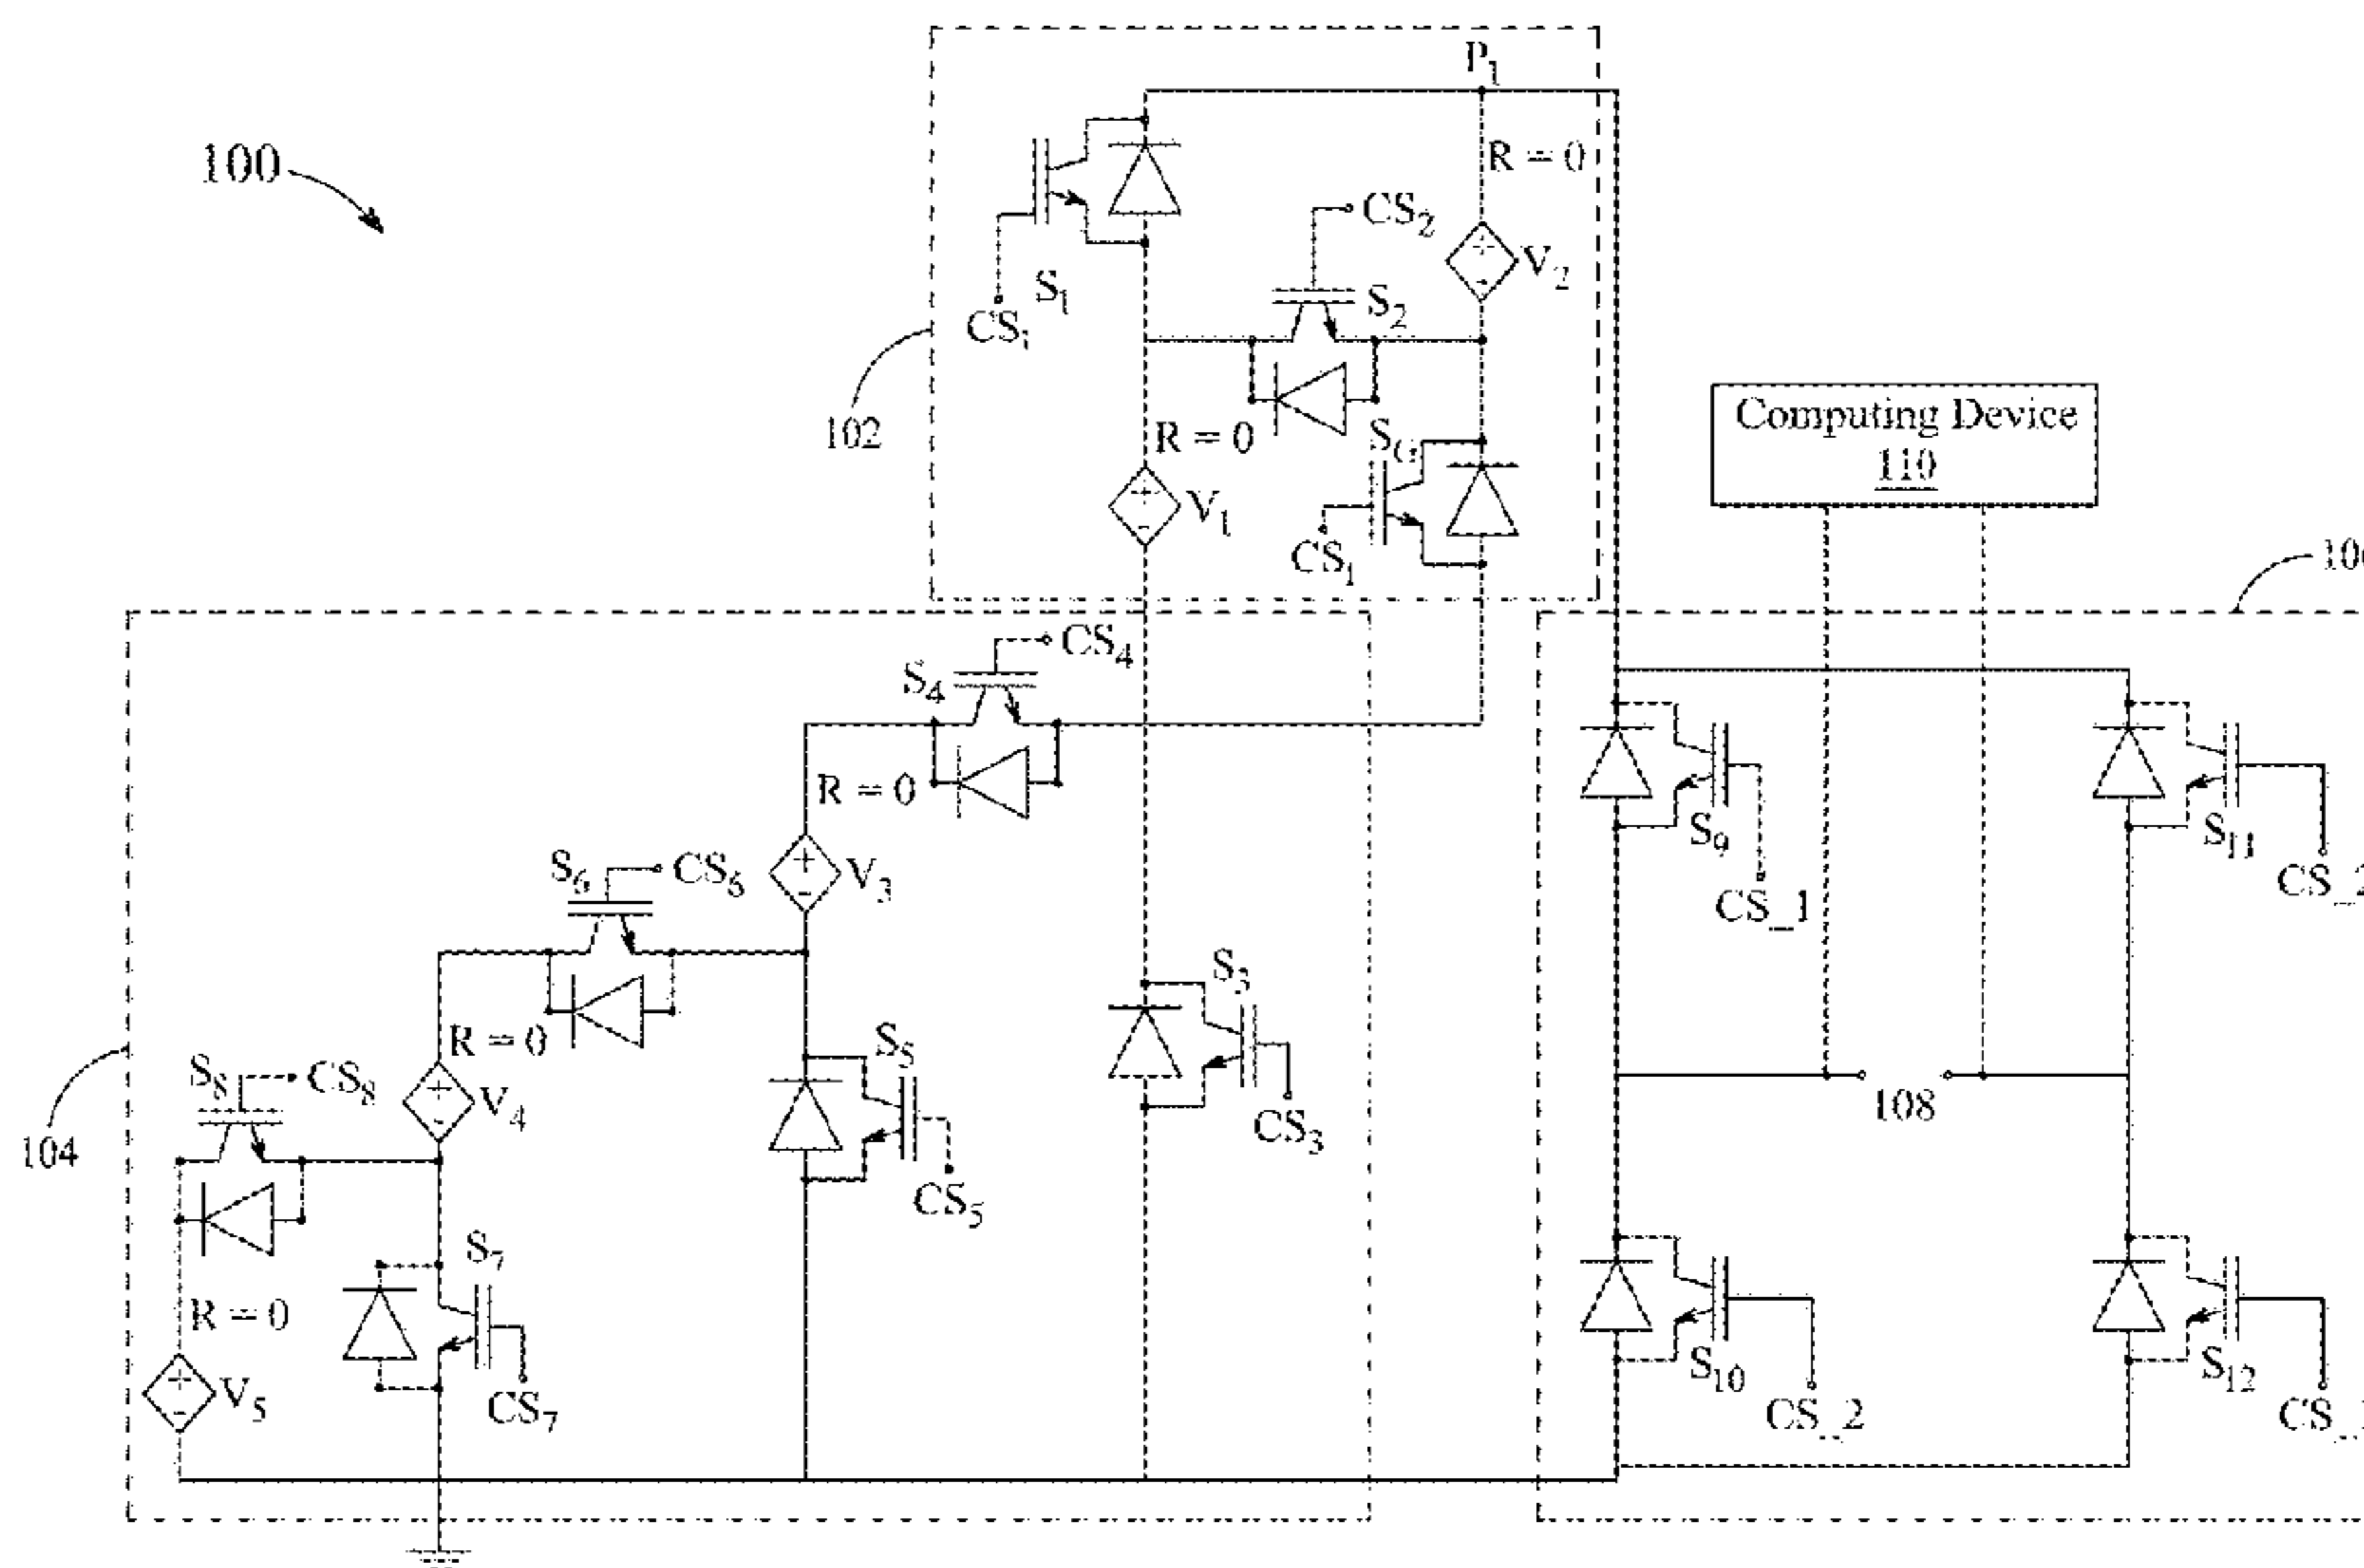 P1
100
R = 0
CS2
V2
S1
S2
CS1
102
R = 0
Computing Device
110
V1
CS1
CS4
S4
R = 0
S9
S11
S6
CS6
V3
CS_1
CS_2
R = 0
S5
S8
CS8
V4
108
CS3
104
CS5
S7
R = 0
S10
S12
V5
CS7
CS_2